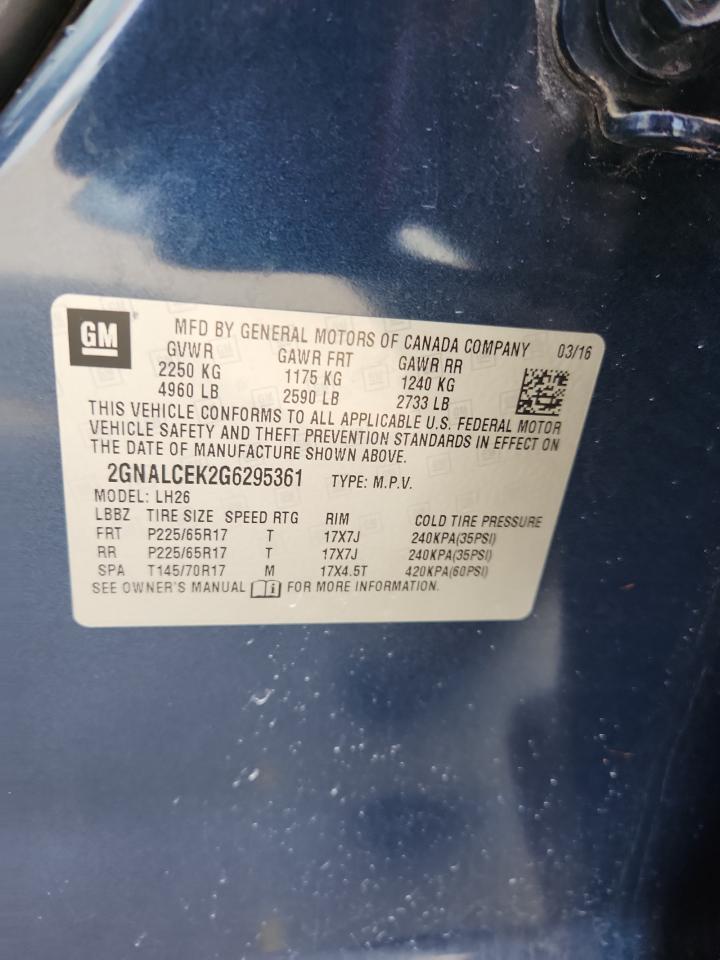 GM
MFD BY GENERAL MOTORS OF CANADA COMPANY 03/16
GVWR GAWR FRT GAWR RR
2250 KG 1175 KG 1240 KG
4960 LB 2590 LB 2733 LB
THIS VEHICLE CONFORMS TO ALL APPLICABLE U.S. FEDERAL MOTOR
VEHICLE SAFETY AND THEFT PREVENTION STANDARDS IN EFFECT ON
THE DATE OF MANUFACTURE SHOWN ABOVE.
2GNALCEK2G6295361 TYPE: M.P.V.
MODEL: LH26
LBBZ TIRE SIZE SPEED RTG RIM COLD TIRE PRESSURE
FRT P225/65R17 T 17X7J 240KPA(35PSI)
RR P225/65R17 T 17X7J 240KPA(35PSI)
SPA T145/70R17 M 17X4.5T 420KPA(60PSI)
SEE OWNER'S MANUAL i FOR MORE INFORMATION.